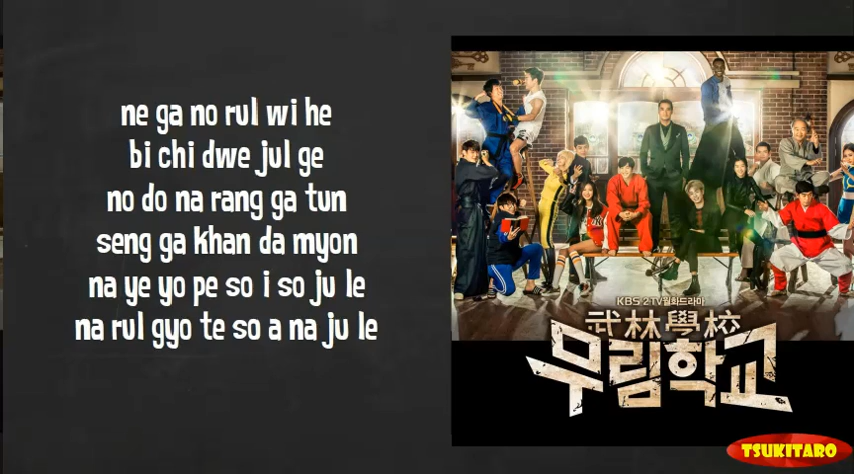 ne ga no rul wi he
bi chi dwe jul ge
no do na rang ga tun
seng ga khan da myon
na ye yo pe so i so ju le
na rul gyo te so a na ju le
KBS 2TV월화드라마
武林學校
무림학교
TSUKITARO